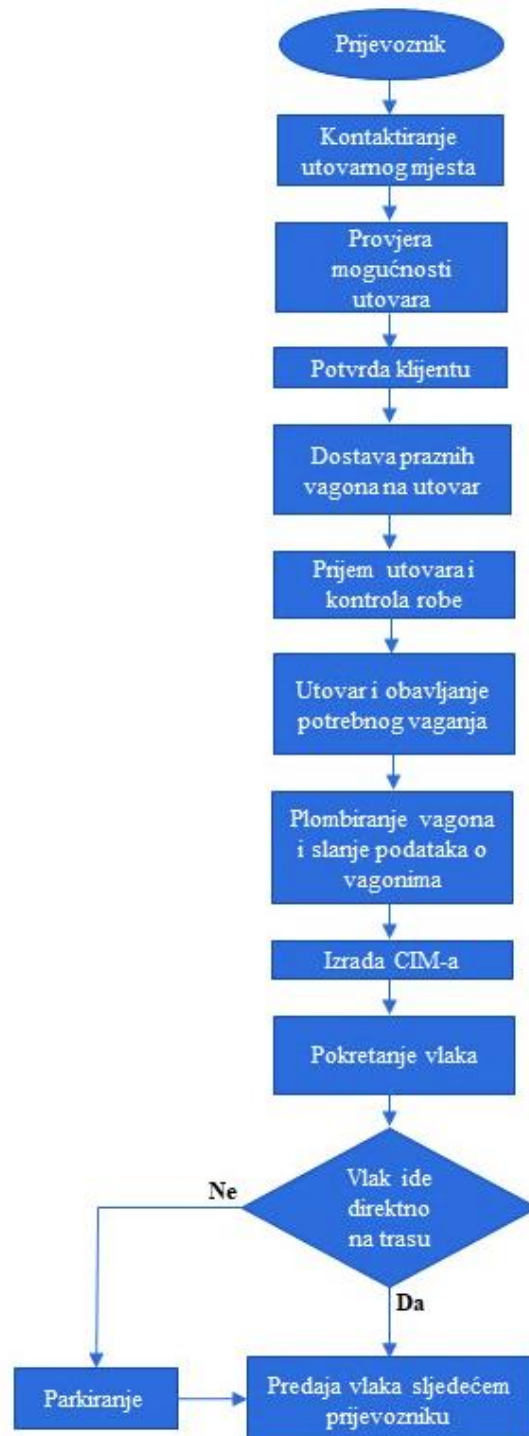 Prijevoznik
Kontaktiranje
utovarnog mjesta
Provjera
mogućnosti
utovara
Potvrda klijentu
Dostava praznih
vagona na utovar
Prijem utovara i
kontrola robe
Utovar i obavljanje
potrebnog vaganja
Plombiranje vagona
i slanje podataka o
vagonima
Izrada CIM-a
Pokretanje vlaka
Vlak ide
direktno
na trasu
Ne
Da
Parkiranje
Predaja vlaka sljedećem
prijevozniku